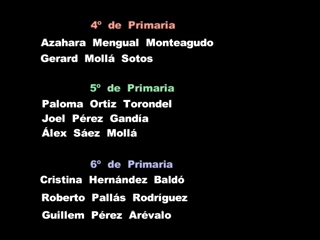 4º de Primaria
Azahara Mengual Monteagudo
Gerard Mollá Sotos
5º de Primaria
Paloma Ortiz Torondel
Joel Pérez Gandía
Álex Sáez Mollá
6º de Primaria
Cristina Hernández Baldó
Roberto Pallás Rodríguez
Guillem Pérez Arévalo